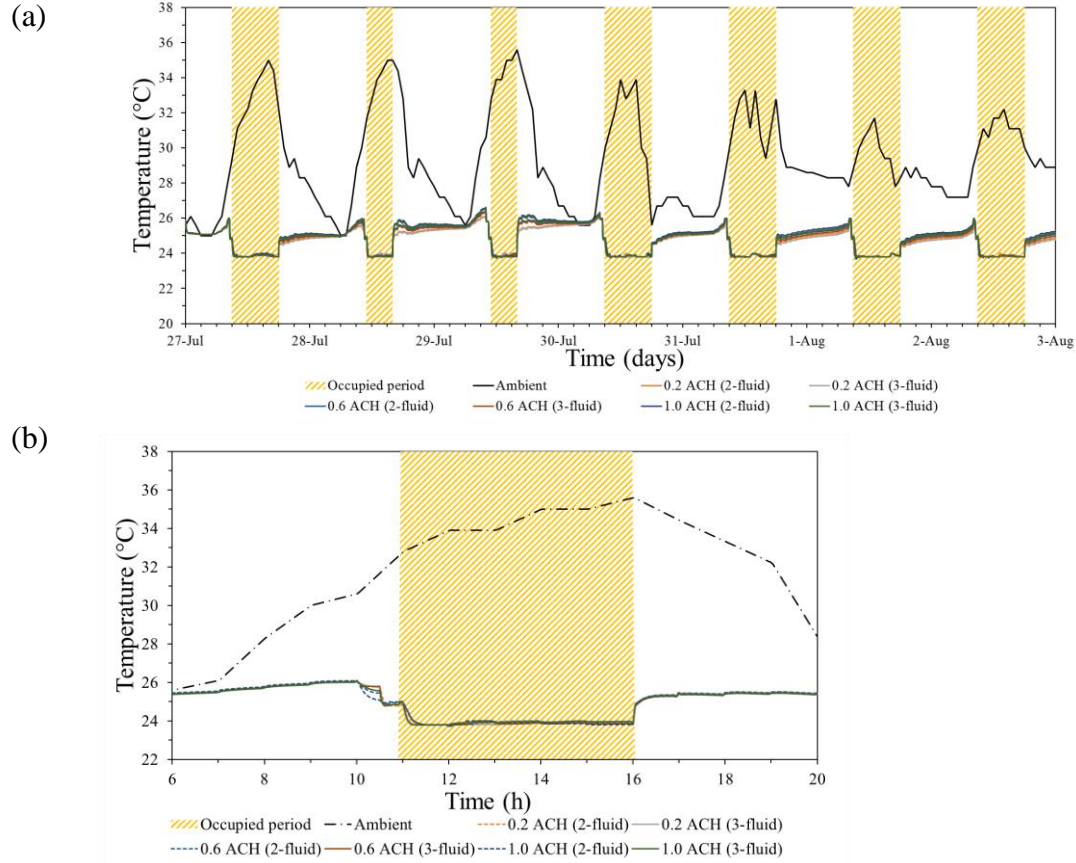 (a)
38
36
34
32
30
28
26
24
22
20
Temperature (°C)
27-Jul 28-Jul 29-Jul 30-Jul 31-Jul 1-Aug 2-Aug 3-Aug
Time (days)
Occupied period Ambient 0.2 ACH (2-fluid) 0.2 ACH (3-fluid)
0.6 ACH (2-fluid) 0.6 ACH (3-fluid) 1.0 ACH (2-fluid) 1.0 ACH (3-fluid)
(b)
38
36
34
32
30
28
26
24
22
Temperature (°C)
6 8 10 12 14 16 18 20
Time (h)
Occupied period Ambient 0.2 ACH (2-fluid) 0.2 ACH (3-fluid)
0.6 ACH (2-fluid) 0.6 ACH (3-fluid) 1.0 ACH (2-fluid) 1.0 ACH (3-fluid)